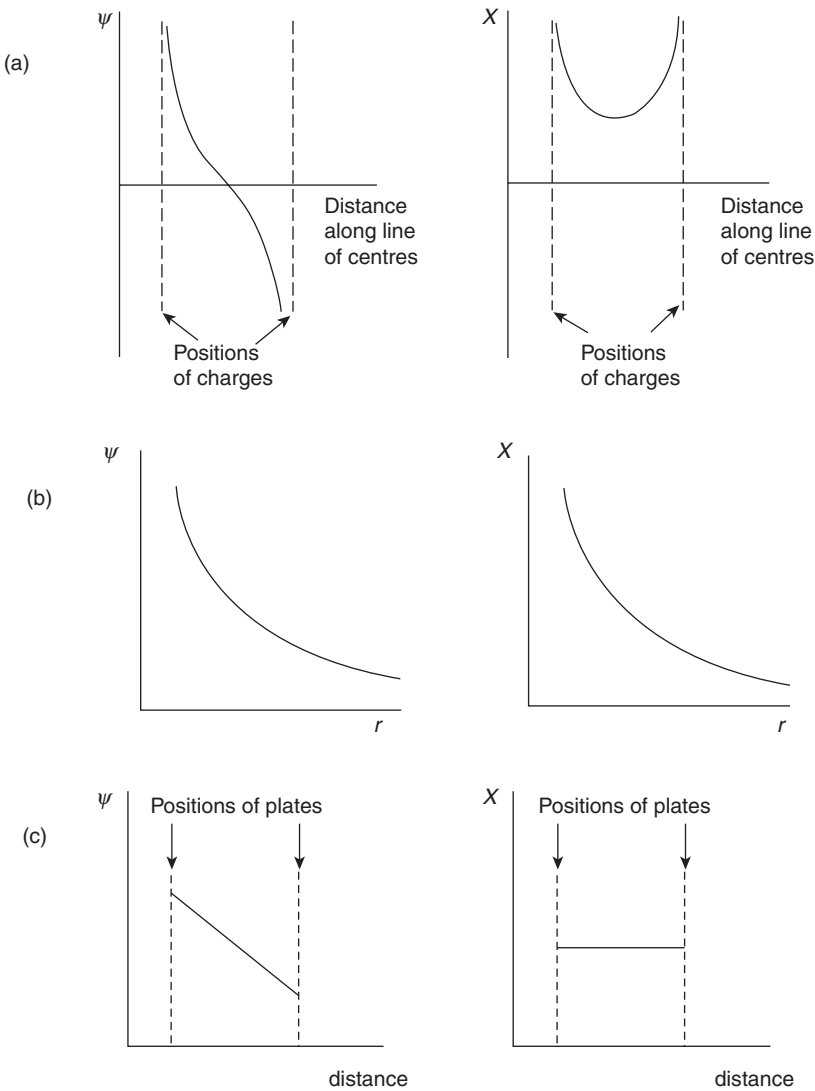 (a)
ψ
Distance
along line
of centres
Positions
of charges
X
Distance
along line
of centres
Positions
of charges
(b)
ψ
r
X
r
(c)
ψ
Positions of plates
distance
X
Positions of plates
distance